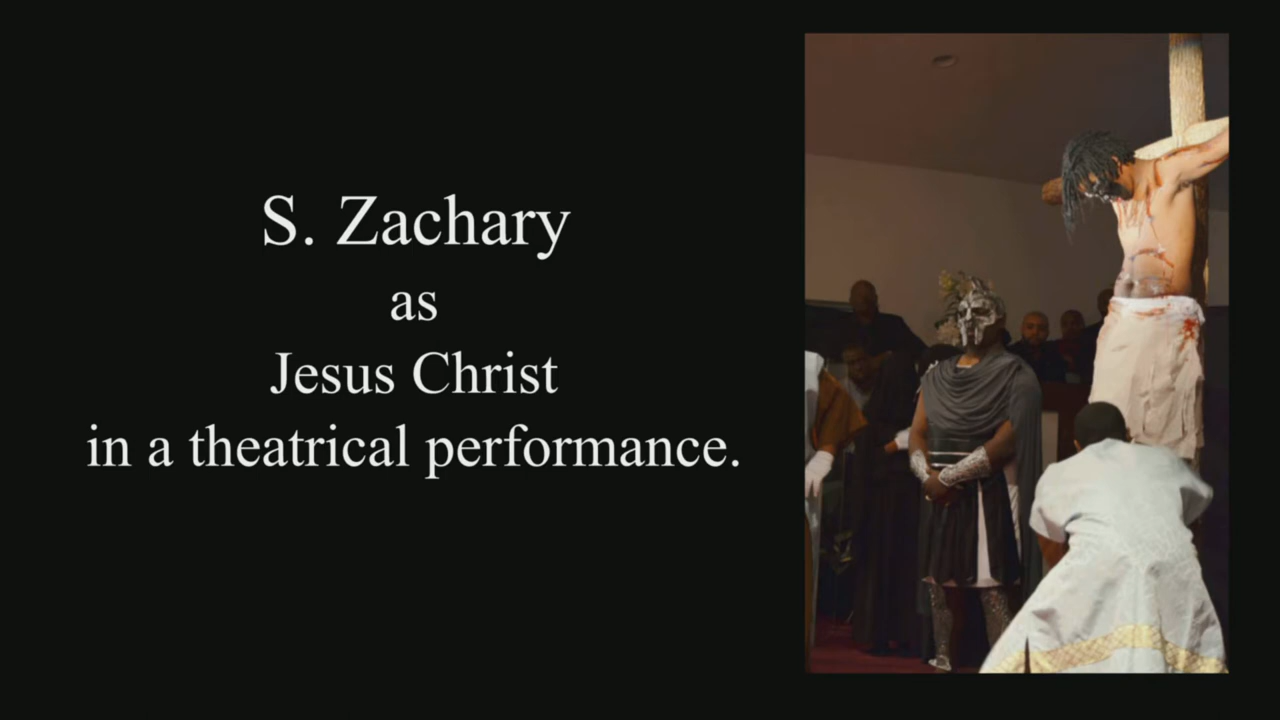 S. Zachary
as
Jesus Christ
in a theatrical performance.